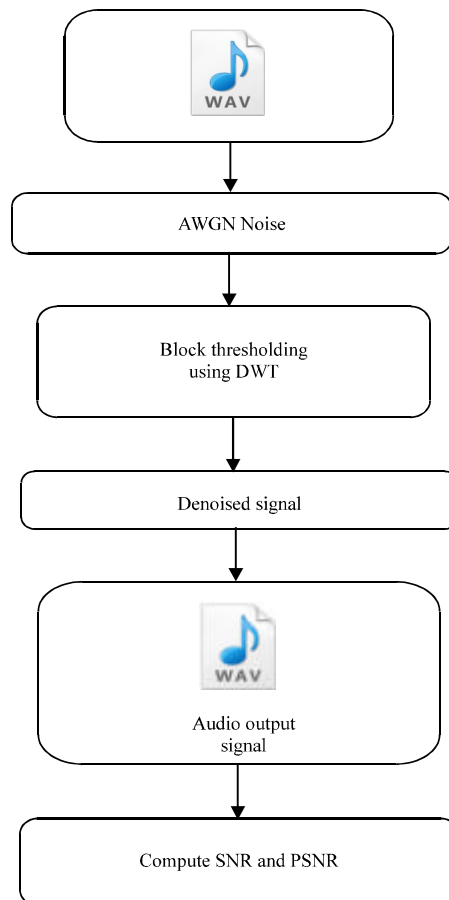 WAV
AWGN Noise
Block thresholding
using DWT
Denoised signal
WAV
Audio output
signal
Compute SNR and PSNR